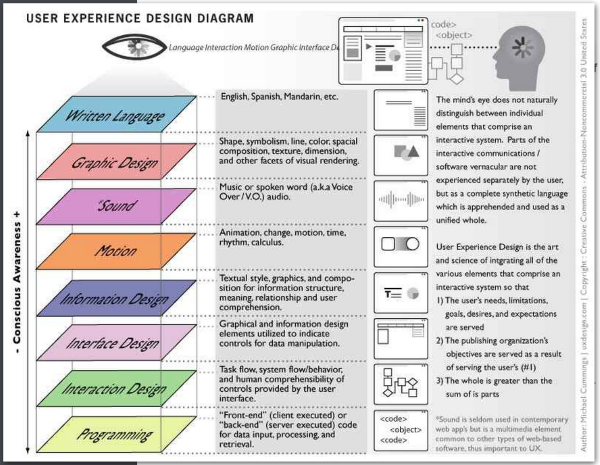 USER EXPERIENCE DESIGN DIAGRAM
Language Interaction Motion Graphic Interface
code>
<object>
- Conscious Awareness +
Written Language
English, Spanish, Mandarin, etc.
Graphic Design
Shape, symbolism, line, color, spacial
composition, texture, dimension,
and other facets of visual rendering.
*Sound
Music or spoken word (a.k.a Voice
Over / V.O.) audio.
Motion
Animation, change, motion, time,
rhythm, calculus.
Information Design
Textual style, graphics, and compo-
sition for information structure,
meaning, relationship and user
comprehension.
Interface Design
Graphical and information design
elements utilized to indicate
controls for data manipulation.
Interaction Design
Task flow, system flow/behavior,
and human comprehensibility of
controls provided by the user
interface.
Programming
"Front-end" (client executed) or
"back-end" (server executed) code
for data input, processing, and
retrieval.
T=
<code>
<object>
<code>
The mind's eye does not naturally
distinguish between individual
elements that comprise an
interactive system. Parts of the
interactive communications /
software vernacular are not
experienced separately by the user,
but as a complete synthetic language
which is apprehended and used as a
unified whole.
User Experience Design is the art
and science of intgrating all of the
various elements that comprise an
interactive system so that
1) The user's needs, limitations,
goals, desires, and expectations
are served
2) The publishing organization's
objectives are served as a result
of serving the user's (#1)
3) The whole is greater than the
sum of is parts
*Sound is seldom used in contemporary
web app's but is a multimedia element
common to other types of web-based
software, thus important to UX.
Author: Michael Cummings | uxdesign.com | Copyright : Creative Commons - Attribution-Noncommercial 3.0 United States